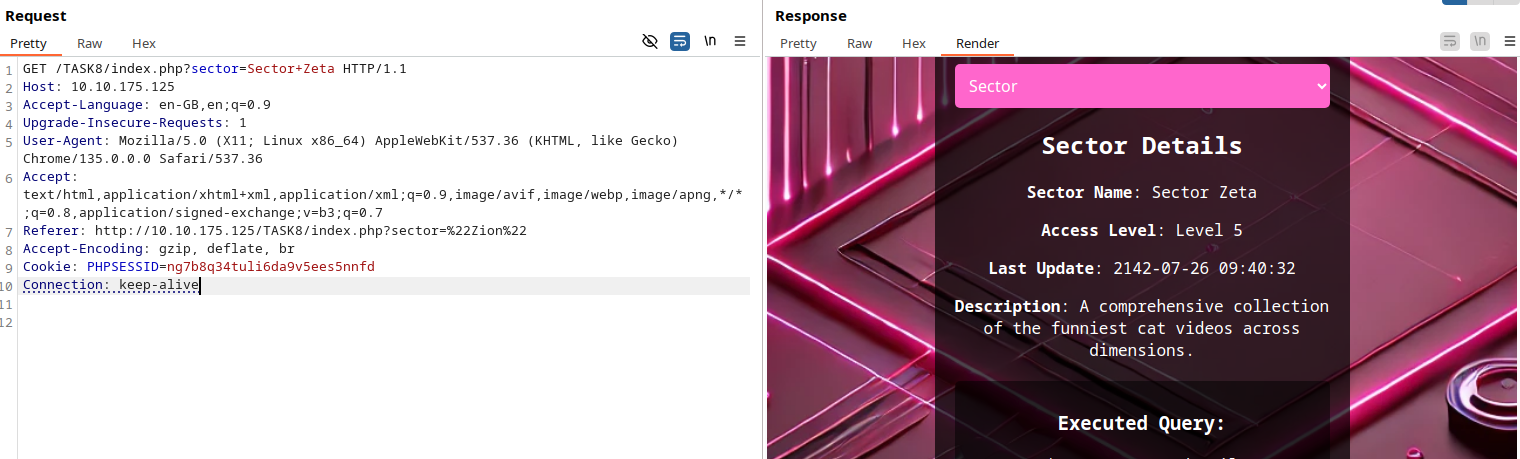 Request
Pretty Raw Hex \n
1 GET /TASK8/index.php?sector=Sector+Zeta HTTP/1.1
2 Host: 10.10.175.125
3 Accept-Language: en-GB,en;q=0.9
4 Upgrade-Insecure-Requests: 1
5 User-Agent: Mozilla/5.0 (X11; Linux x86_64) AppleWebKit/537.36 (KHTML, like Gecko)
Chrome/135.0.0.0 Safari/537.36
6 Accept:
text/html,application/xhtml+xml,application/xml;q=0.9,image/avif,image/webp,image/apng,*/*
;q=0.8,application/signed-exchange;v=b3;q=0.7
7 Referer: http://10.10.175.125/TASK8/index.php?sector=%22Zion%22
8 Accept-Encoding: gzip, deflate, br
9 Cookie: PHPSESSID=ng7b8q34tuli6da9v5ees5nnfd
10 Connection: keep-alive
11
12
Response
Pretty Raw Hex Render \n
Sector
Sector Details
Sector Name: Sector Zeta
Access Level: Level 5
Last Update: 2142-07-26 09:40:32
Description: A comprehensive collection
of the funniest cat videos across
dimensions.
Executed Query: